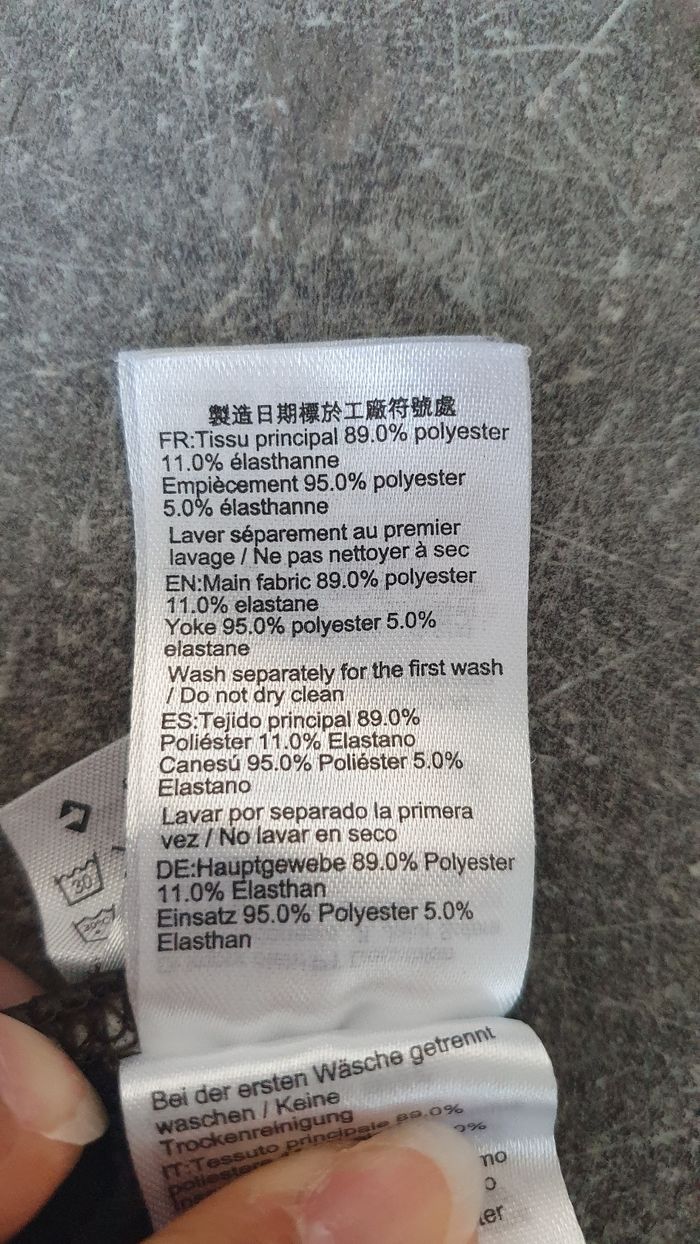 製造日期標於工廠符號處
FR:Tissu principal 89.0% polyester
11.0% élasthanne
Empiècement 95.0% polyester
5.0% élasthanne
Laver séparement au premier
lavage / Ne pas nettoyer à sec
EN:Main fabric 89.0% polyester
11.0% elastane
Yoke 95.0% polyester 5.0%
elastane
Wash separately for the first wash
/ Do not dry clean
ES:Tejido principal 89.0%
Poliéster 11.0% Elastano
Canesú 95.0% Poliéster 5.0%
Elastano
Lavar por separado la primera
vez / No lavar en seco
DE:Hauptgewebe 89.0% Polyester
11.0% Elasthan
Einsatz 95.0% Polyester 5.0%
Elasthan
Bei der ersten Wäsche getrennt
waschen / Keine
Trockenreinigung
IT:Tessuto principale 89.0%
30